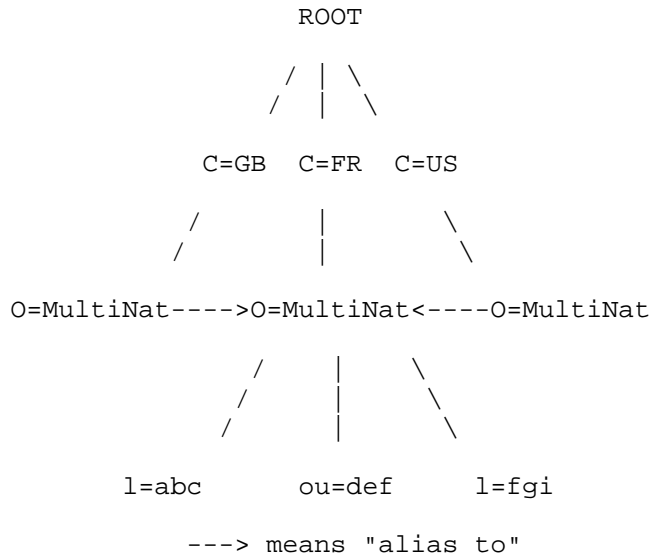 ROOT
/ | \
/ | \
C=GB C=FR C=US
/ | \
/ | \
O=MultiNat---->O=MultiNat<----O=MultiNat
/ | \
/ | \
/ | \
l=abc ou=def l=fgi
---> means "alias to"